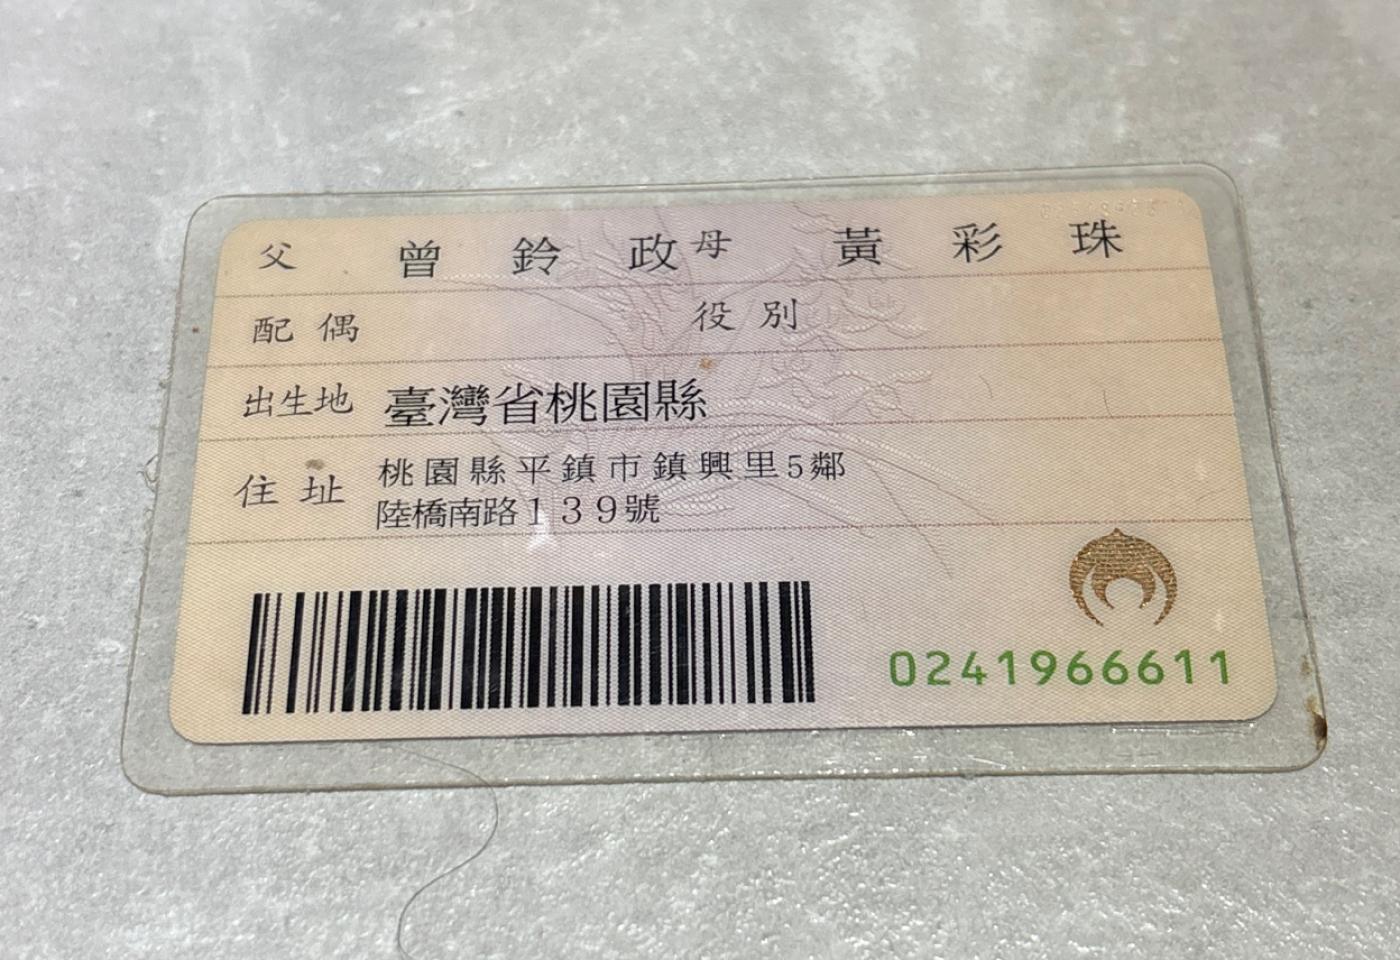 父 曾鈴政 母 黃彩珠
配偶 役別
出生地 臺灣省桃園縣
住址 桃園縣平鎮市鎮興里5鄰
陸橋南路139號
0241966611